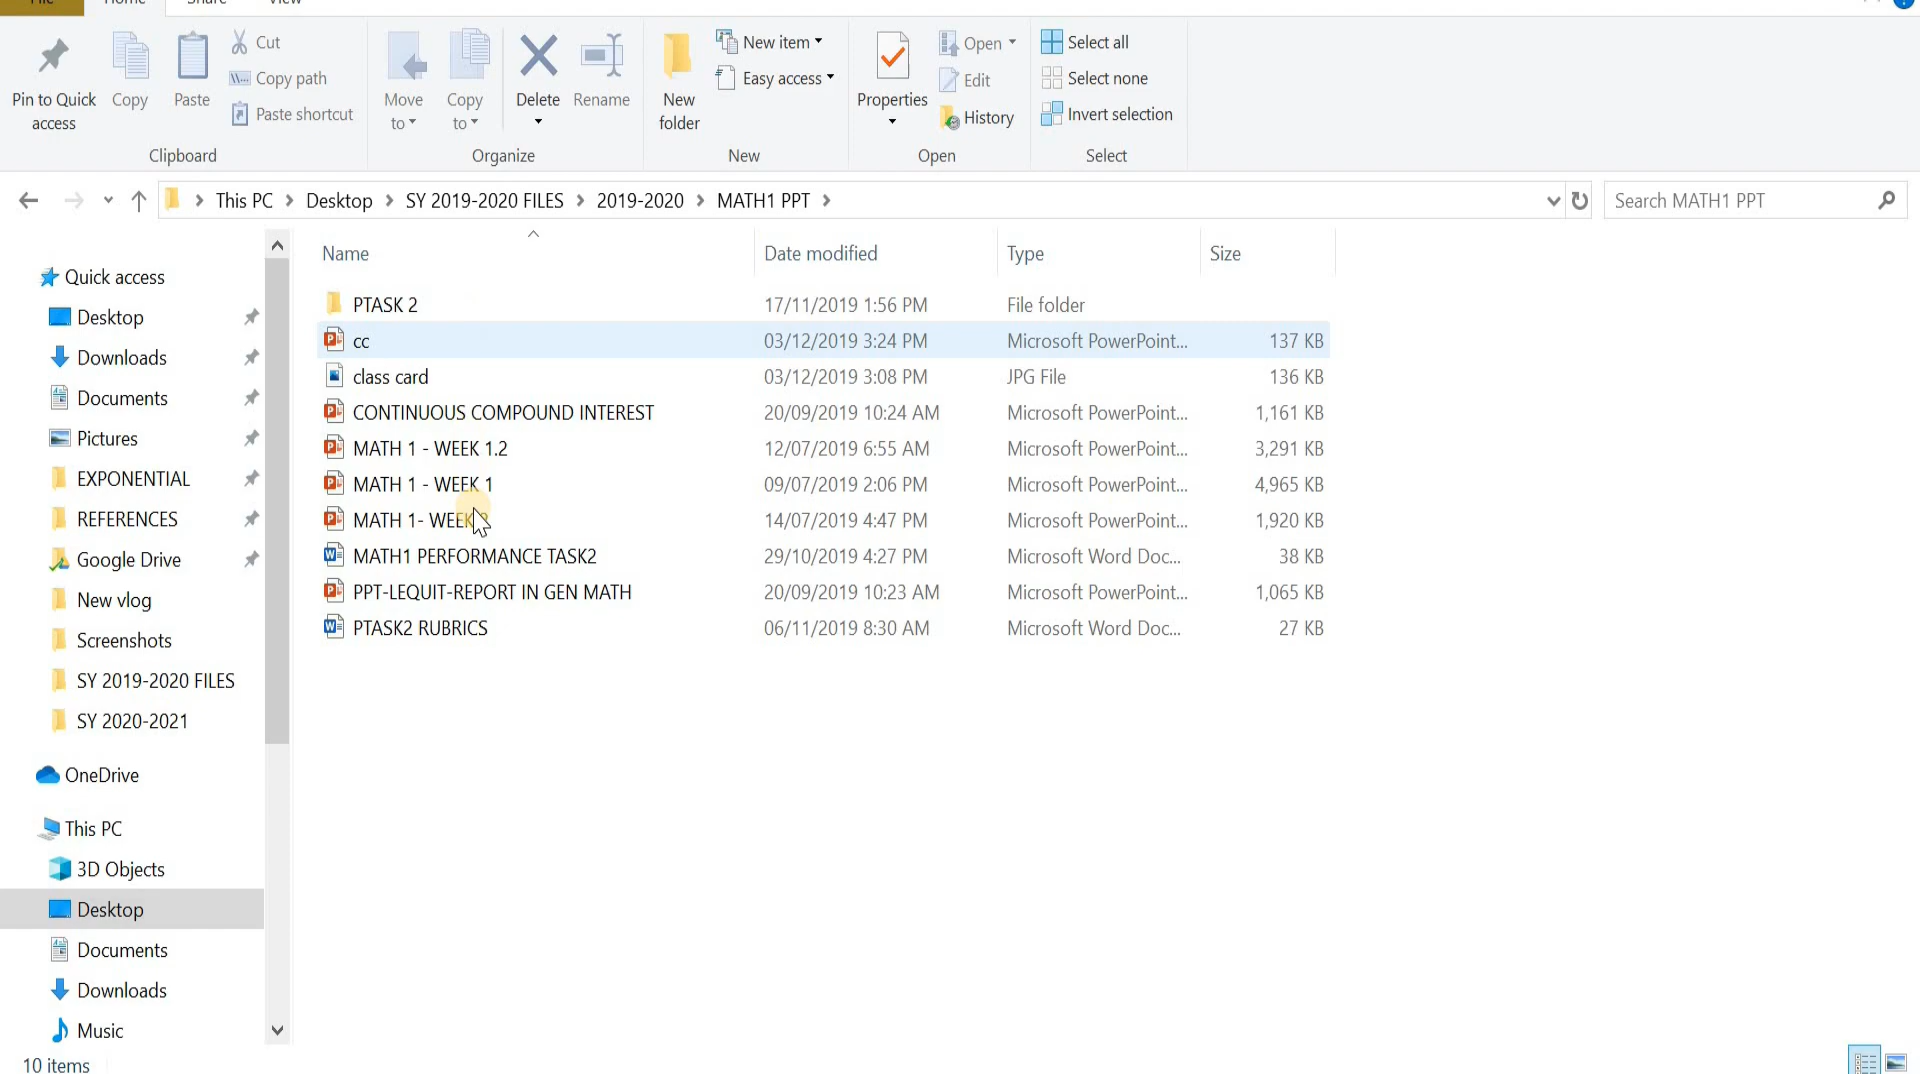 File Home Share View
Pin to Quick access
Copy
Paste
Cut
Copy path
Paste shortcut
Clipboard
Move to
Copy to
Delete
Rename
Organize
New folder
New item
Easy access
New
Properties
Open
Edit
History
Open
Select all
Select none
Invert selection
Select
This PC Desktop SY 2019-2020 FILES 2019-2020 MATH1 PPT
Search MATH1 PPT
Quick access
Desktop
Downloads
Documents
Pictures
EXPONENTIAL
REFERENCES
Google Drive
New vlog
Screenshots
SY 2019-2020 FILES
SY 2020-2021
OneDrive
This PC
3D Objects
Desktop
Documents
Downloads
Music
Name Date modified Type Size
PTASK 2 17/11/2019 1:56 PM File folder
cc 03/12/2019 3:24 PM Microsoft PowerPoint... 137 KB
class card 03/12/2019 3:08 PM JPG File 136 KB
CONTINUOUS COMPOUND INTEREST 20/09/2019 10:24 AM Microsoft PowerPoint... 1,161 KB
MATH 1 - WEEK 1.2 12/07/2019 6:55 AM Microsoft PowerPoint... 3,291 KB
MATH 1 - WEEK 1 09/07/2019 2:06 PM Microsoft PowerPoint... 4,965 KB
MATH 1- WEEK 14/07/2019 4:47 PM Microsoft PowerPoint... 1,920 KB
MATH1 PERFORMANCE TASK2 29/10/2019 4:27 PM Microsoft Word Doc... 38 KB
PPT-LEQUIT-REPORT IN GEN MATH 20/09/2019 10:23 AM Microsoft PowerPoint... 1,065 KB
PTASK2 RUBRICS 06/11/2019 8:30 AM Microsoft Word Doc... 27 KB
10 items